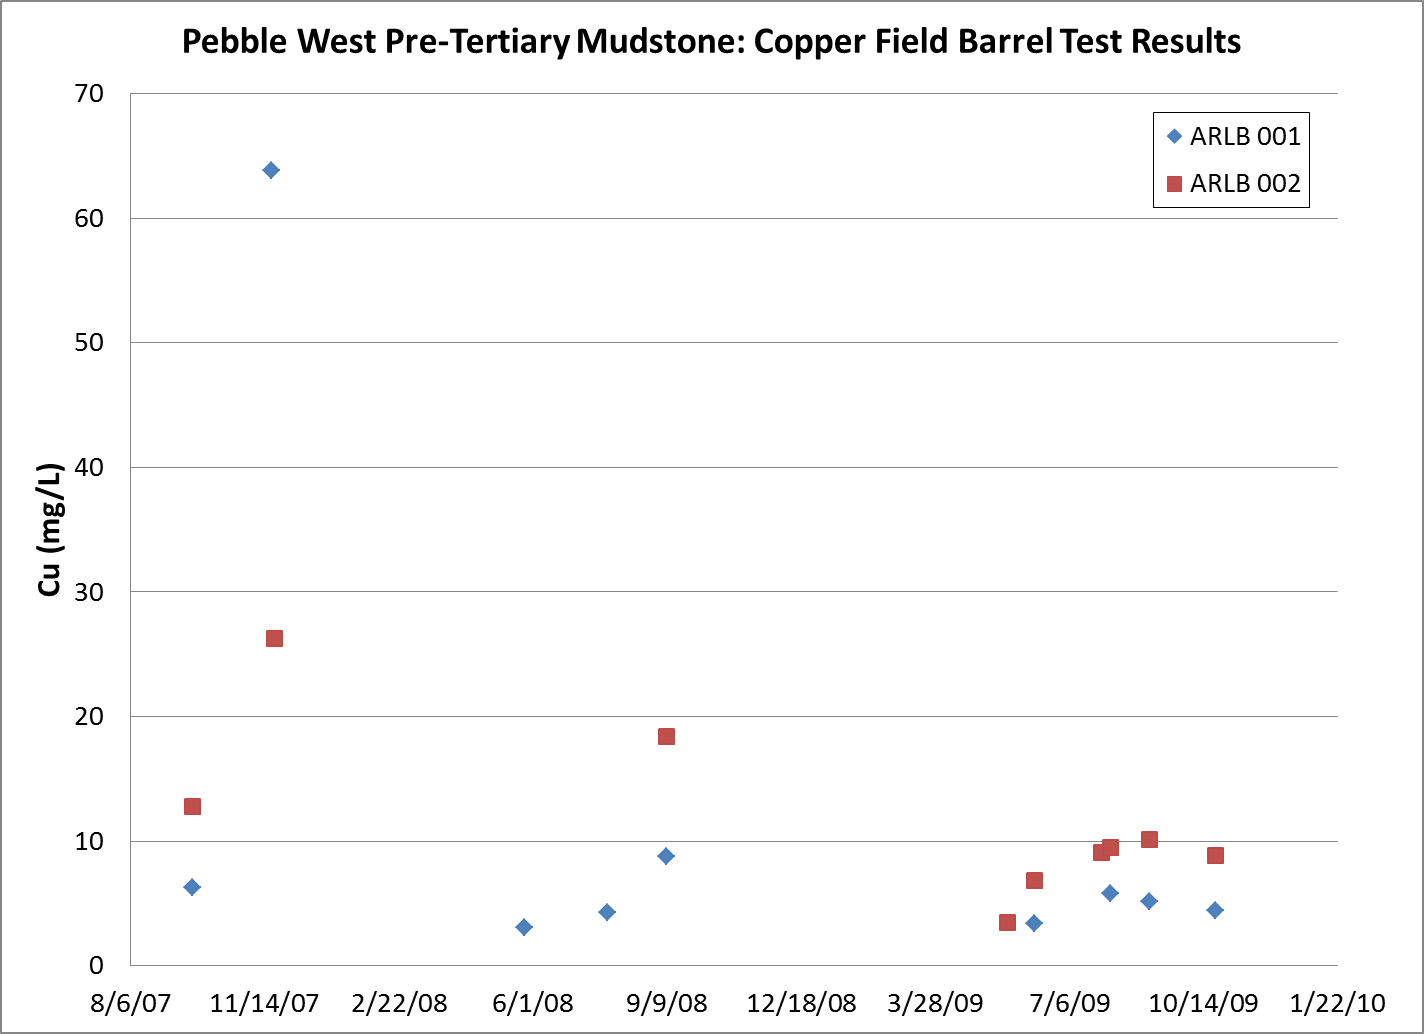 Pebble West Pre-Tertiary Mudstone: Copper Field Barrel Test Results
70
60
50
40
30
20
10
0
Cu (mg/L)
ARLB 001
ARLB 002
8/6/07 11/14/07 2/22/08 6/1/08 9/9/08 12/18/08 3/28/09 7/6/09 10/14/09 1/22/10